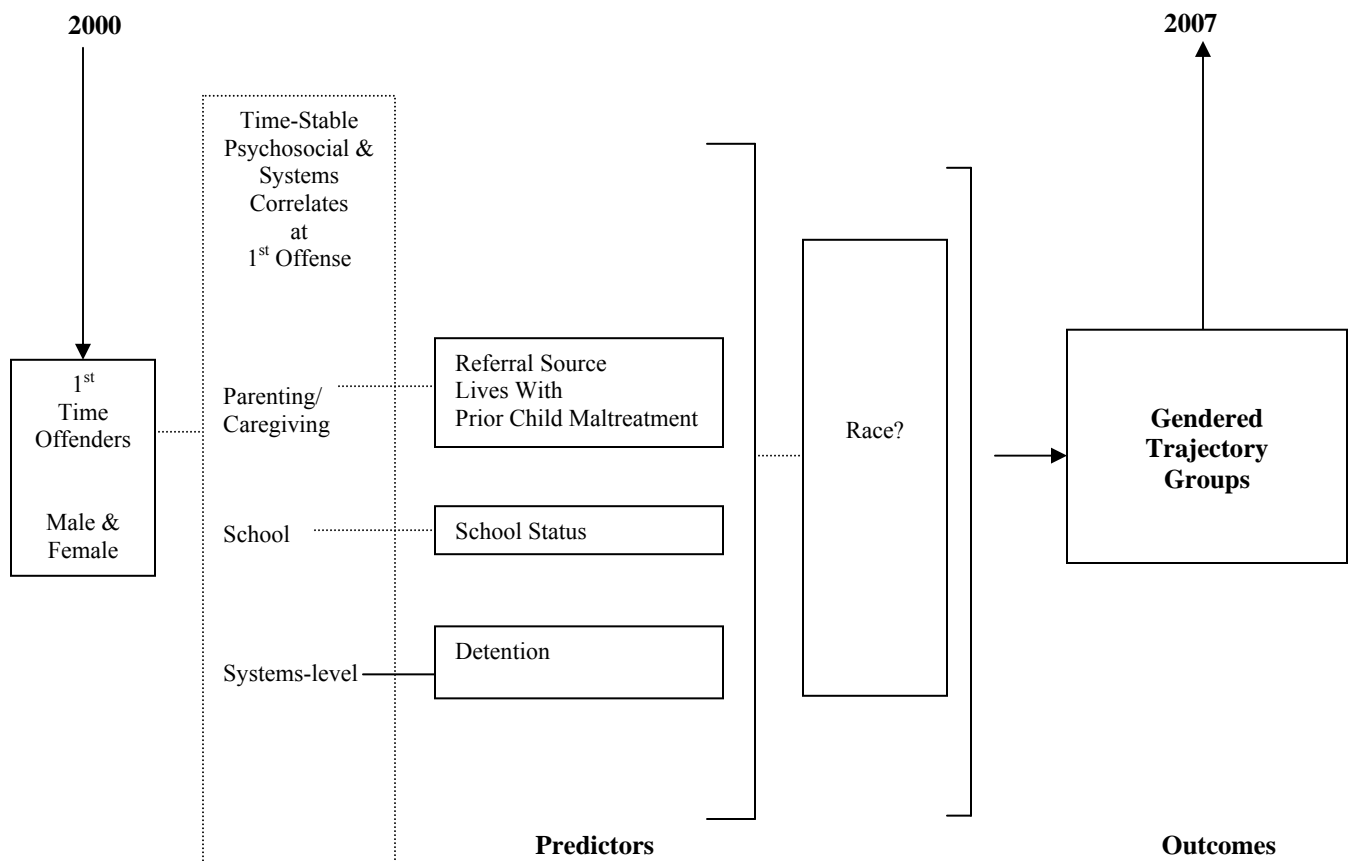 2000
2007
Time-Stable
Psychosocial &
Systems
Correlates
at
1st Offense
1st
Time
Offenders
Male &
Female
Parenting/
Caregiving
Referral Source
Lives With
Prior Child Maltreatment
School
School Status
Systems-level
Detention
Race?
Gendered
Trajectory
Groups
Predictors
Outcomes